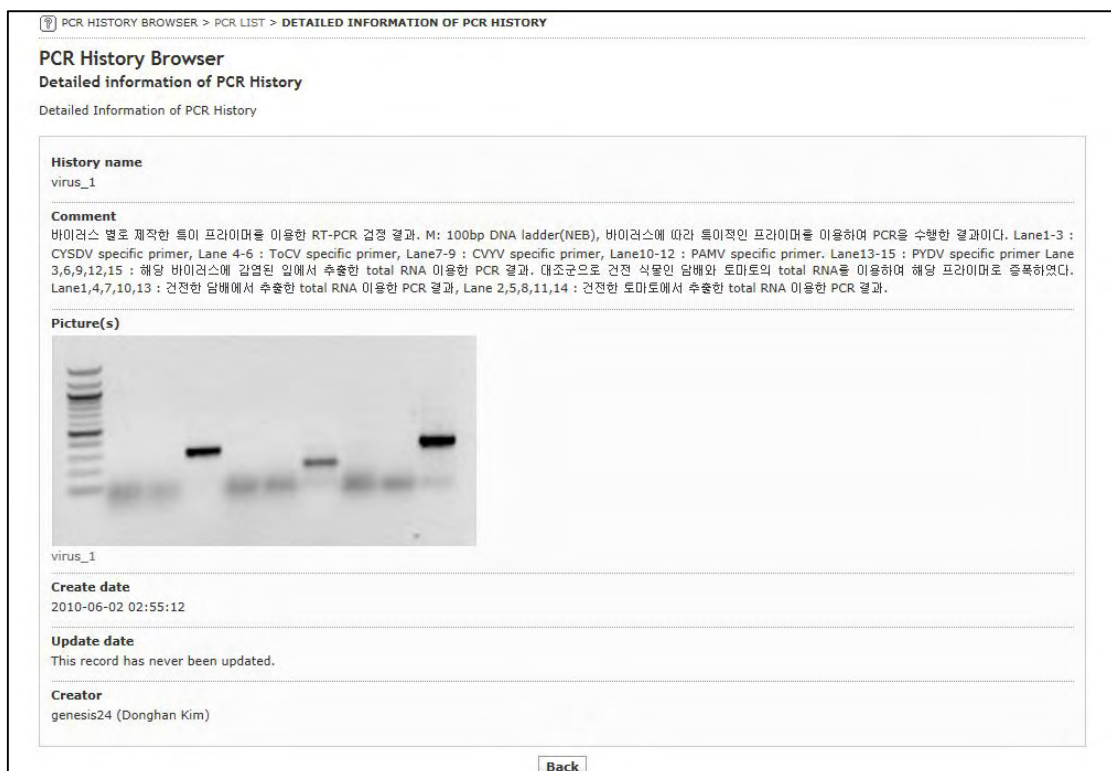 PCR HISTORY BROWSER > PCR LIST > DETAILED INFORMATION OF PCR HISTORY
PCR History Browser
Detailed information of PCR History
Detailed Information of PCR History
History name
virus_1
Comment
바이러스 별로 제작한 특이 프라이머를 이용한 RT-PCR 검정 결과. M: 100bp DNA ladder(NEB), 바이러스에 따라 특이적인 프라이머를 이용하여 PCR을 수행한 결과이다. Lane1-3 :
CYSDV specific primer, Lane 4-6 : ToCV specific primer, Lane7-9 : CVYV specific primer, Lane10-12 : PAMV specific primer. Lane13-15 : PYDV specific primer Lane
3,6,9,12,15 : 해당 바이러스에 감염된 잎에서 추출한 total RNA 이용한 PCR 결과. 대조군으로 건전 식물인 담배와 토마토의 total RNA를 이용하여 해당 프라이머로 증폭하였다.
Lane1,4,7,10,13 : 건전한 담배에서 추출한 total RNA 이용한 PCR 결과, Lane 2,5,8,11,14 : 건전한 토마토에서 추출한 total RNA 이용한 PCR 결과.
Picture(s)
virus_1
Create date
2010-06-02 02:55:12
Update date
This record has never been updated.
Creator
genesis24 (Donghan Kim)
Back